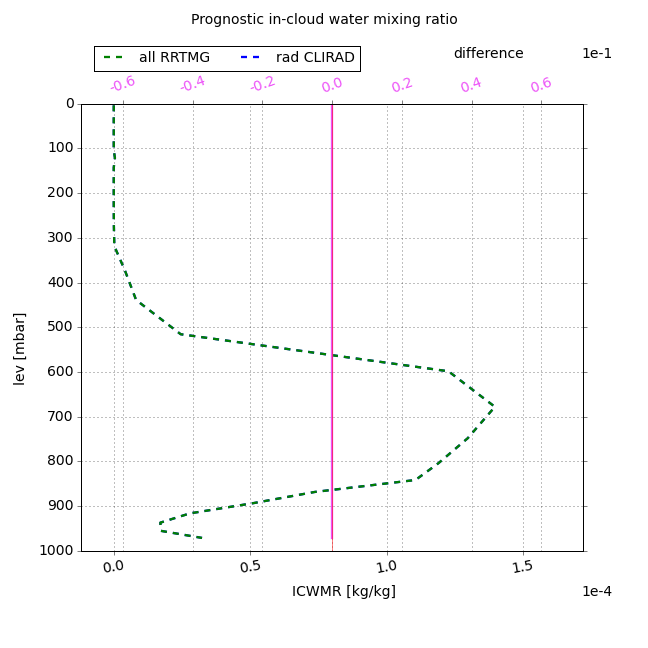 Prognostic in-cloud water mixing ratio
all RRTMG rad CLIRAD difference 1e-1
-0.6 -0.4 -0.2 0.0 0.2 0.4 0.6
0
100
200
300
400
500
600
700
800
900
1000
lev [mbar]
0.0 0.5 1.0 1.5
ICWMR [kg/kg] 1e-4